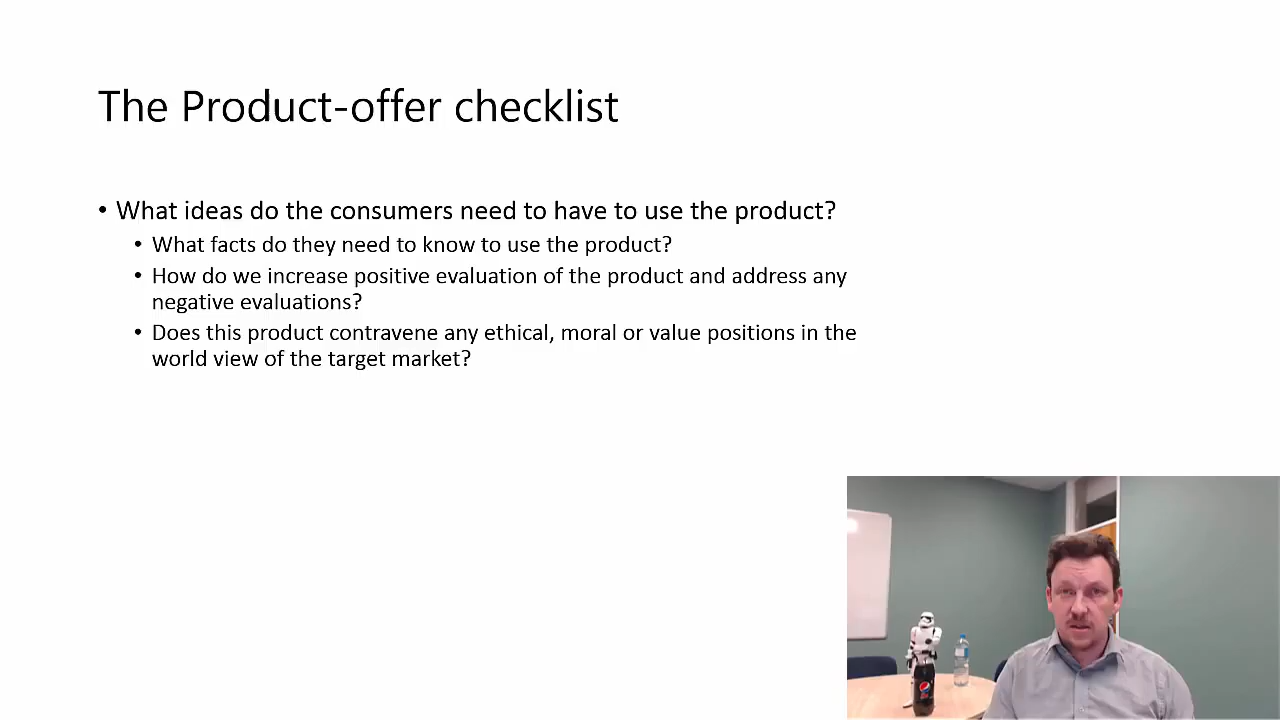 The Product-offer checklist
• What ideas do the consumers need to have to use the product?
• What facts do they need to know to use the product?
• How do we increase positive evaluation of the product and address any
negative evaluations?
• Does this product contravene any ethical, moral or value positions in the
world view of the target market?